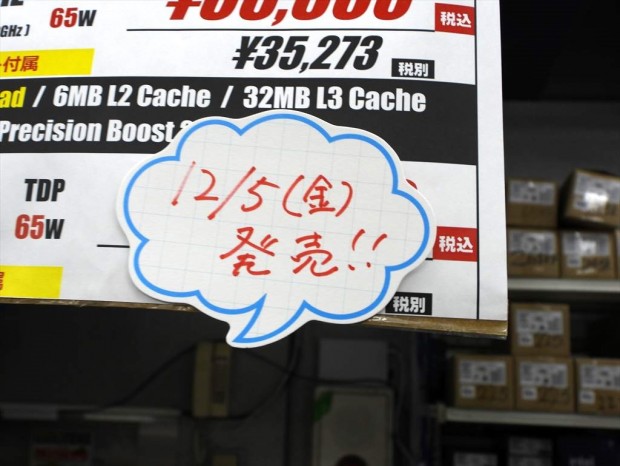 65W
税込
GHz )
付属
¥35,273 税別
ad / 6MB L2 Cache / 32MB L3 Cache
Precision Boost
12/5(金)
発売!!
TDP
65W
税込
税別